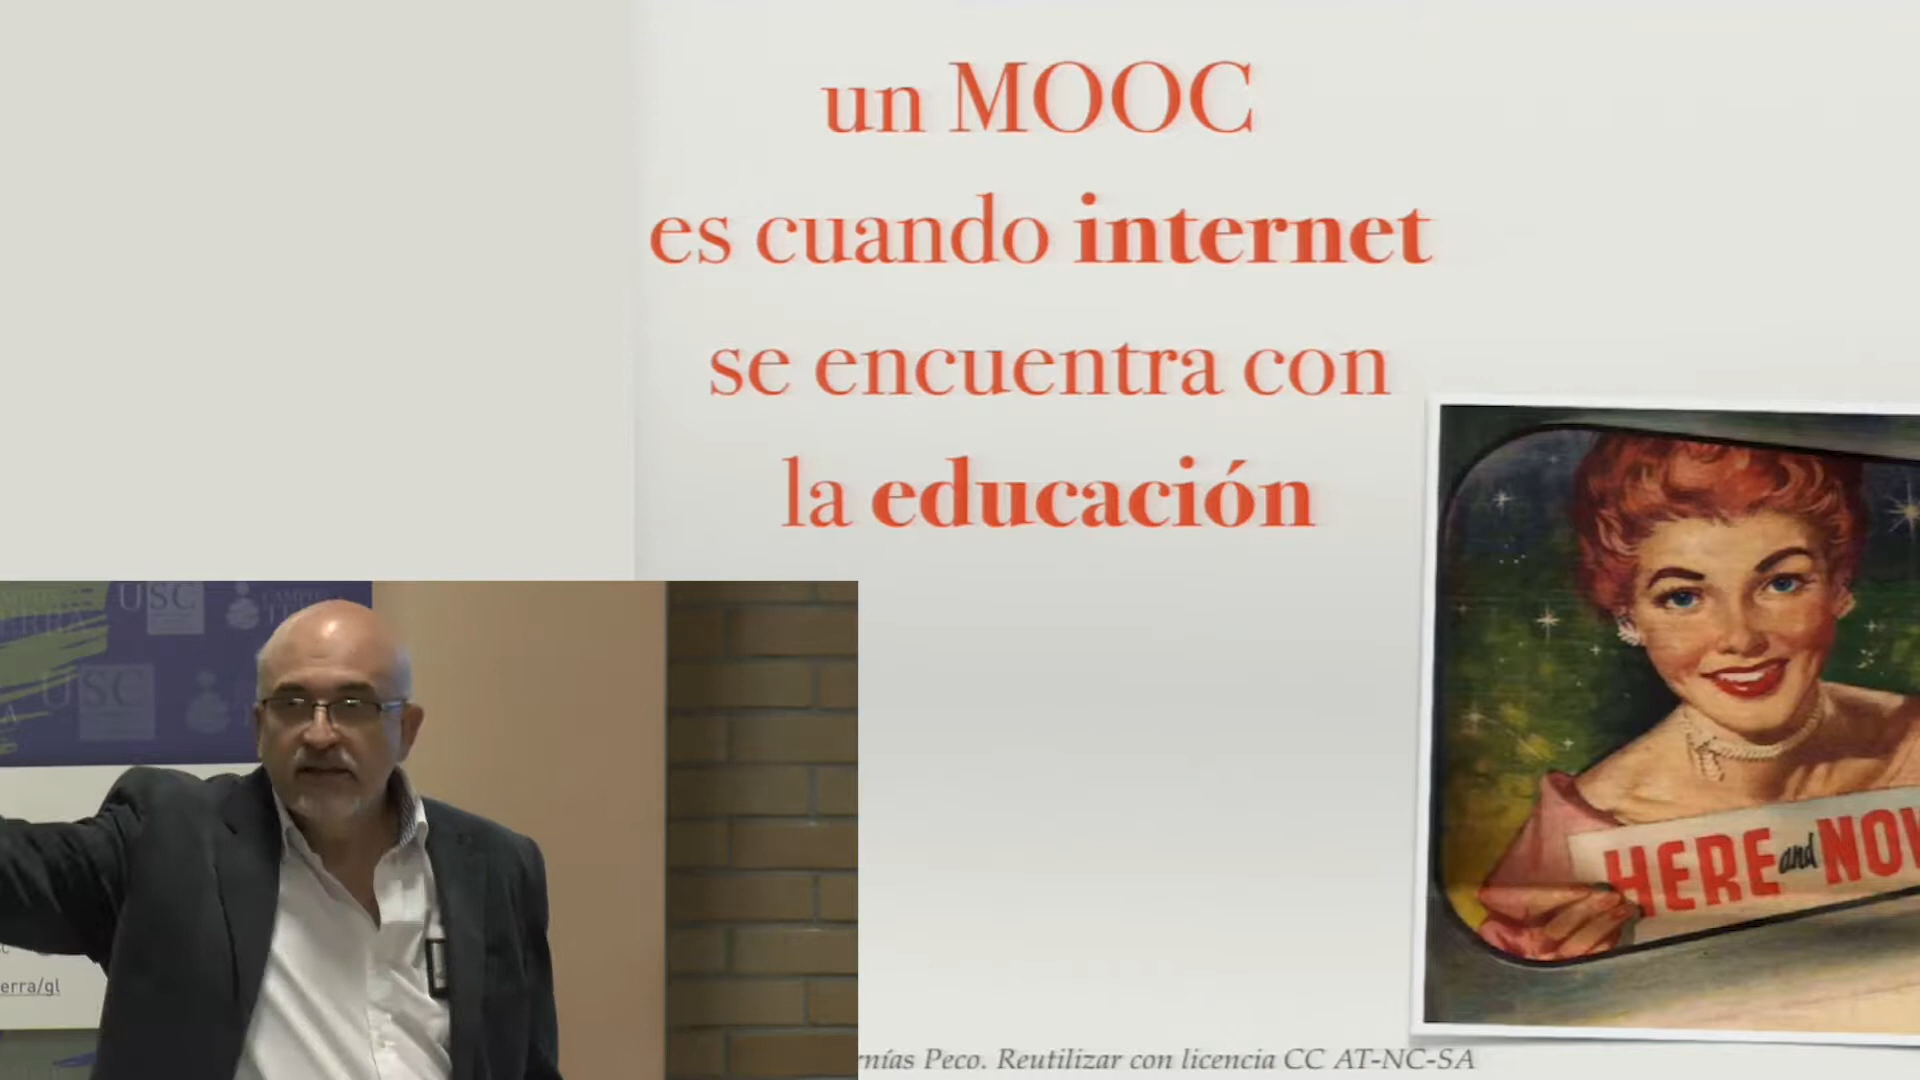 un MOOC
es cuando internet
se encuentra con
la educación
HERE and NOW
USC
USC
erra/gl
rnías Peco. Reutilizar con licencia CC AT-NC-SA